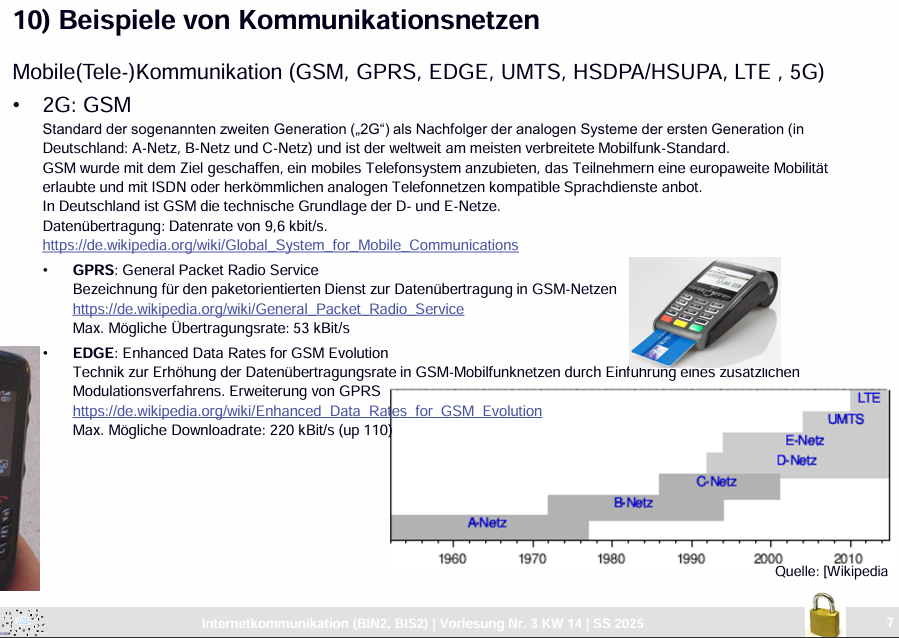 10) Beispiele von Kommunikationsnetzen
Mobile(Tele-)Kommunikation (GSM, GPRS, EDGE, UMTS, HSDPA/HSUPA, LTE , 5G)
• 2G: GSM
Standard der sogenannten zweiten Generation („2G“) als Nachfolger der analogen Systeme der ersten Generation (in
Deutschland: A-Netz, B-Netz und C-Netz) und ist der weltweit am meisten verbreitete Mobilfunk-Standard.
GSM wurde mit dem Ziel geschaffen, ein mobiles Telefonsystem anzubieten, das Teilnehmern eine europaweite Mobilität
erlaubte und mit ISDN oder herkömmlichen analogen Telefonnetzen kompatible Sprachdienste anbot.
In Deutschland ist GSM die technische Grundlage der D- und E-Netze.
Datenübertragung: Datenrate von 9,6 kbit/s.
https://de.wikipedia.org/wiki/Global_System_for_Mobile_Communications
• GPRS: General Packet Radio Service
Bezeichnung für den paketorientierten Dienst zur Datenübertragung in GSM-Netzen
https://de.wikipedia.org/wiki/General_Packet_Radio_Service
Max. Mögliche Übertragungsrate: 53 kBit/s
• EDGE: Enhanced Data Rates for GSM Evolution
Technik zur Erhöhung der Datenübertragungsrate in GSM-Mobilfunknetzen durch Einführung eines zusätzlichen
Modulationsverfahrens. Erweiterung von GPRS
https://de.wikipedia.org/wiki/Enhanced_Data_Rates_for_GSM_Evolution
Max. Mögliche Downloadrate: 220 kBit/s (up 110)
LTE
UMTS
E-Netz
D-Netz
C-Netz
B-Netz
A-Netz
1960 1970 1980 1990 2000 2010
Quelle: [Wikipedia
Internetkommunikation (BIN2, BIS2) | Vorlesung Nr. 3 KW 14 | SS 2025
7